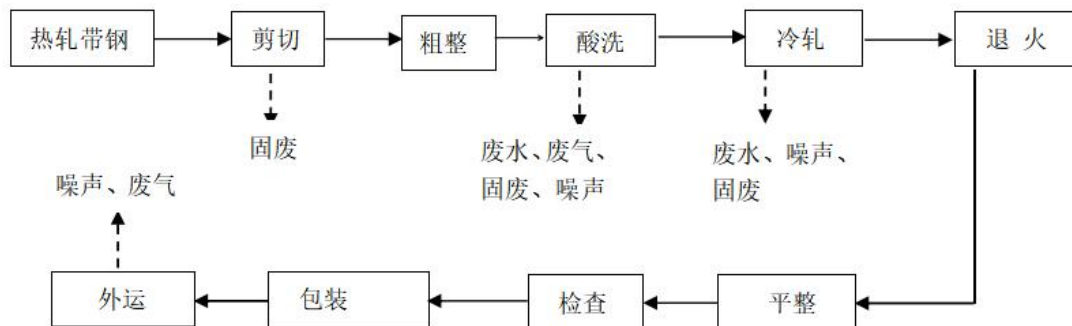 热轧带钢
剪切
粗整
酸洗
冷轧
退 火
固废
废水、废气、
固废、噪声
废水、噪声、
固废
噪声、废气
外运
包装
检查
平整